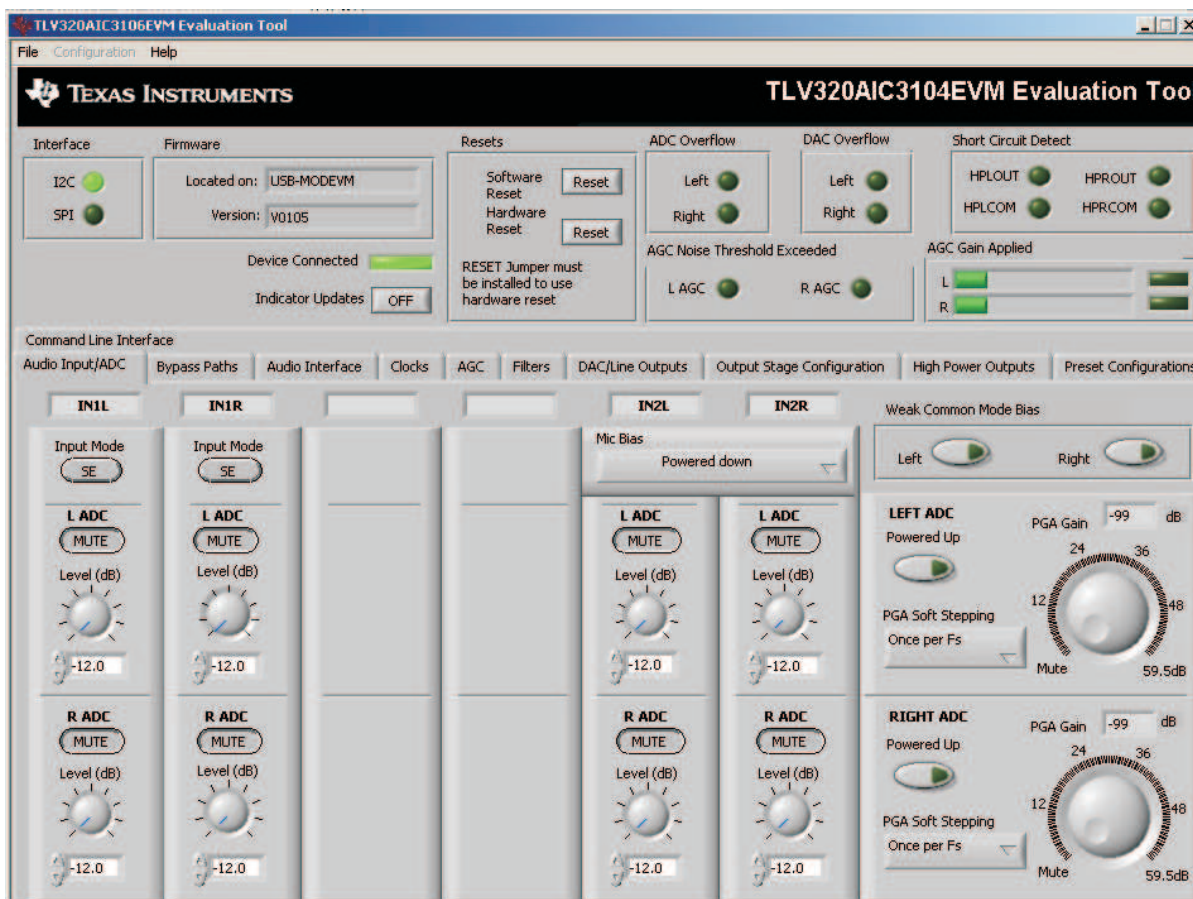 TLV320AIC3106EVM Evaluation Tool
File Configuration Help
TEXAS INSTRUMENTS
TLV320AIC3104EVM Evaluation Too
Interface
I2C
SPI
Firmware
Located on: USB-MODEVM
Version: V0105
Device Connected
Indicator Updates OFF
Resets
Software Reset Reset
Hardware Reset Reset
RESET Jumper must
be installed to use
hardware reset
ADC Overflow
Left
Right
DAC Overflow
Left
Right
Short Circuit Detect
HPLOUT HPROUT
HPLCOM HPRCOM
AGC Noise Threshold Exceeded
L AGC R AGC
AGC Gain Applied
L
R
Command Line Interface
Audio Input/ADC Bypass Paths Audio Interface Clocks AGC Filters DAC/Line Outputs Output Stage Configuration High Power Outputs Preset Configurations
IN1L IN1R IN2L IN2R
Input Mode Input Mode
SE SE
Mic Bias
Powered down
L ADC L ADC L ADC L ADC
MUTE MUTE MUTE MUTE
Level (dB) Level (dB) Level (dB) Level (dB)
-12.0 -12.0 -12.0 -12.0
R ADC R ADC R ADC R ADC
MUTE MUTE MUTE MUTE
Level (dB) Level (dB) Level (dB) Level (dB)
-12.0 -12.0 -12.0 -12.0
Weak Common Mode Bias
Left Right
LEFT ADC
Powered Up
PGA Soft Stepping
Once per Fs
PGA Gain -99 dB
24 36
12 48
Mute 59.5dB
RIGHT ADC
Powered Up
PGA Soft Stepping
Once per Fs
PGA Gain -99 dB
24 36
12 48
Mute 59.5dB